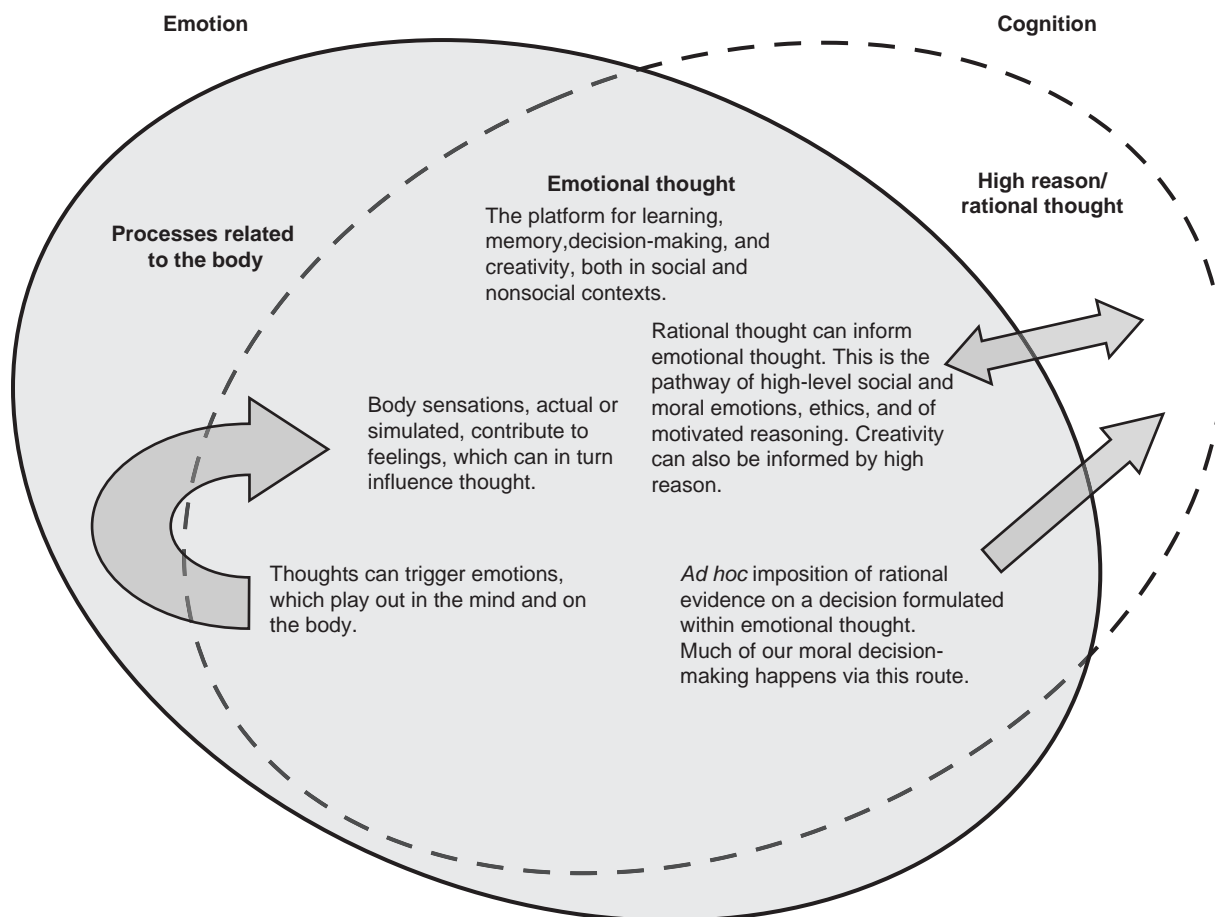 Emotion
Cognition
Emotional thought
The platform for learning,
memory,decision-making, and
creativity, both in social and
nonsocial contexts.
High reason/
rational thought
Processes related
to the body
Rational thought can inform
emotional thought. This is the
pathway of high-level social and
moral emotions, ethics, and of
motivated reasoning. Creativity
can also be informed by high
reason.
Body sensations, actual or
simulated, contribute to
feelings, which can in turn
influence thought.
Thoughts can trigger emotions,
which play out in the mind and on
the body.
Ad hoc imposition of rational
evidence on a decision formulated
within emotional thought.
Much of our moral decision-
making happens via this route.